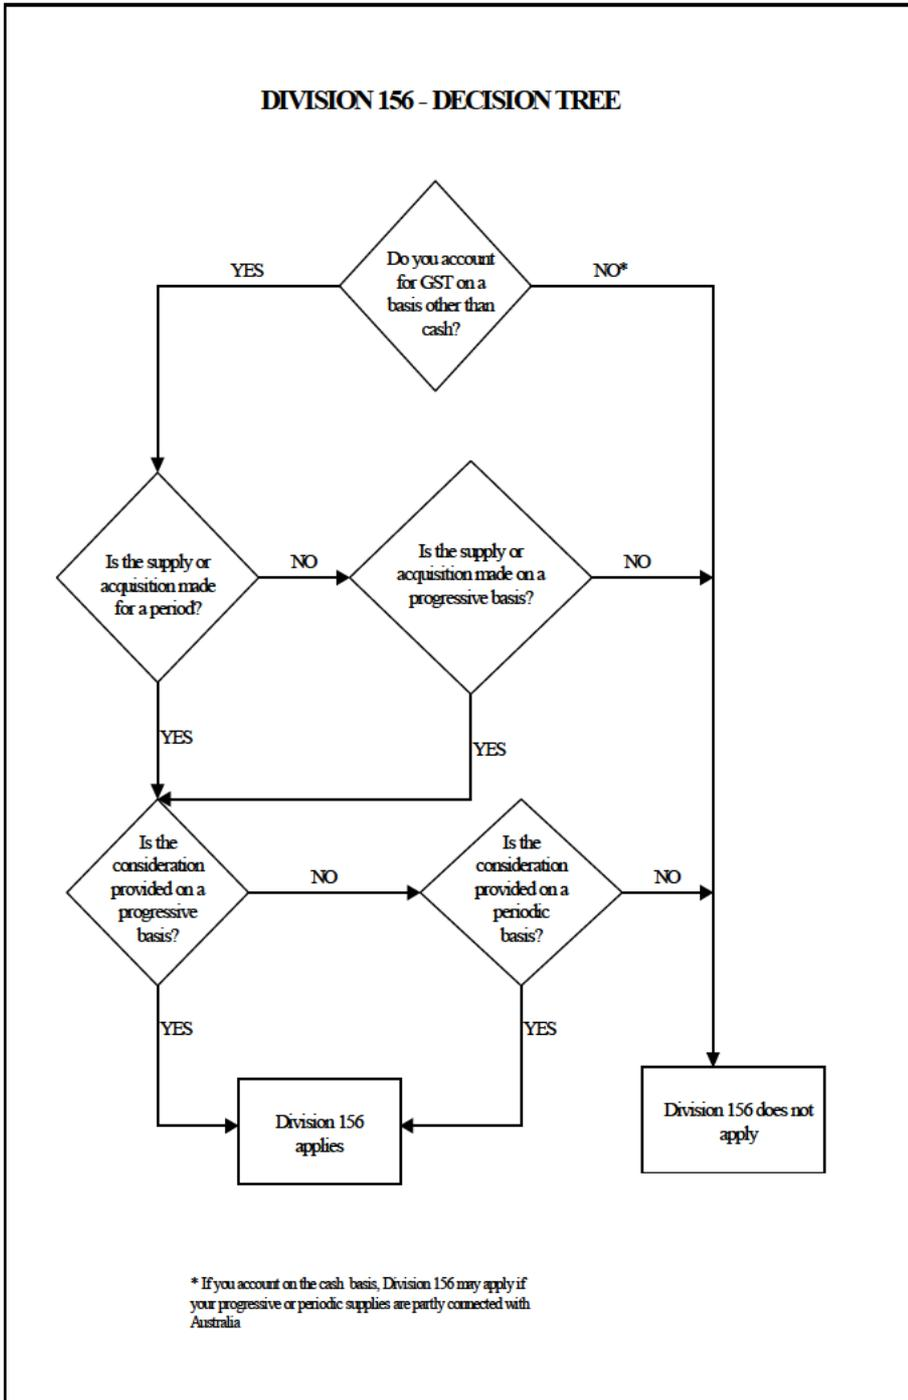 DIVISION 156 - DECISION TREE
Do you account
for GST on a
basis other than
cash?
YES
NO*
Is the supply or
acquisition made
for a period?
NO
Is the supply or
acquisition made on a
progressive basis?
NO
YES
YES
Is the
consideration
provided on a
progressive
basis?
NO
Is the
consideration
provided on a
periodic
basis?
NO
YES
YES
Division 156
applies
Division 156 does not
apply
* If you account on the cash basis, Division 156 may apply if
your progressive or periodic supplies are partly connected with
Australia